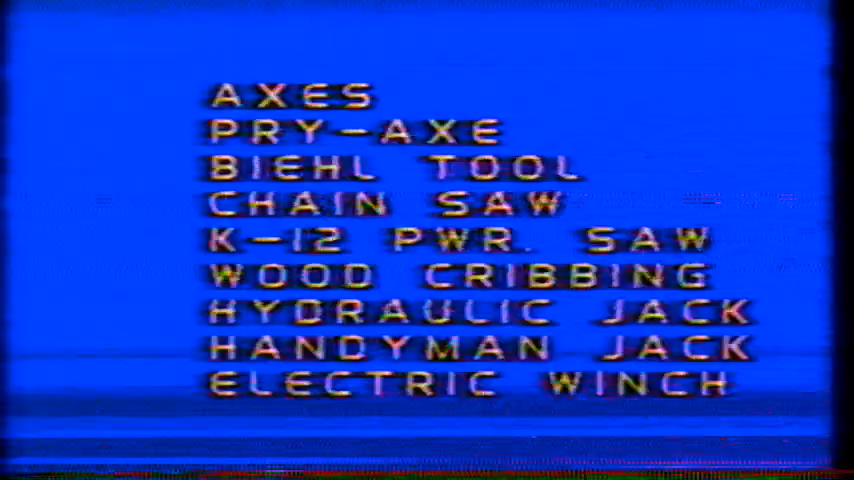 AXES
PRY-AXE
BIEHL TOOL
CHAIN SAW
K-12 PWR. SAW
WOOD CRIBBING
HYDRAULIC JACK
HANDYMAN JACK
ELECTRIC WINCH